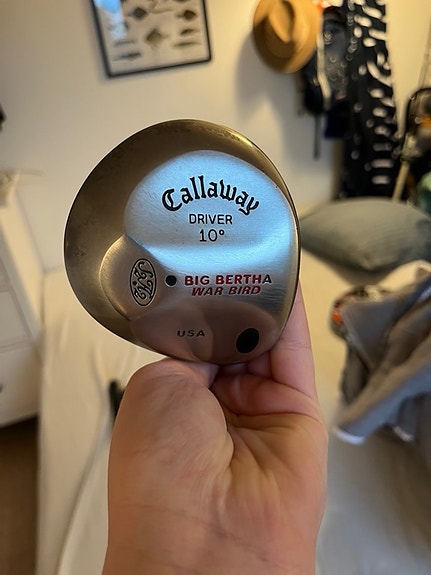 Callaway
DRIVER
10°
BIG BERTHA
WAR BIRD
USA